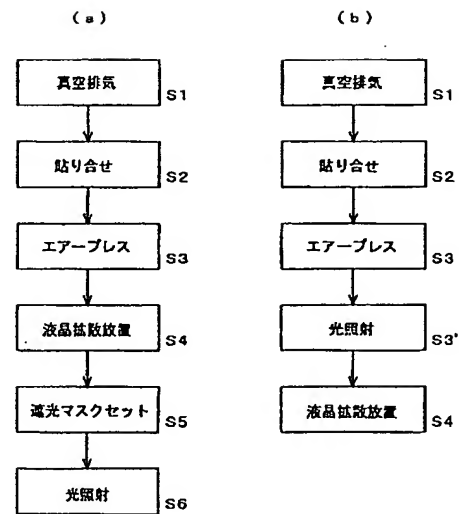 (a)
真空排気
S1
貼り合せ
S2
エアープレス
S3
液晶拡散放置
S4
遮光マスクセット
S5
光照射
S6
(b)
真空排気
S1
貼り合せ
S2
エアープレス
S3
光照射
S3'
液晶拡散放置
S4